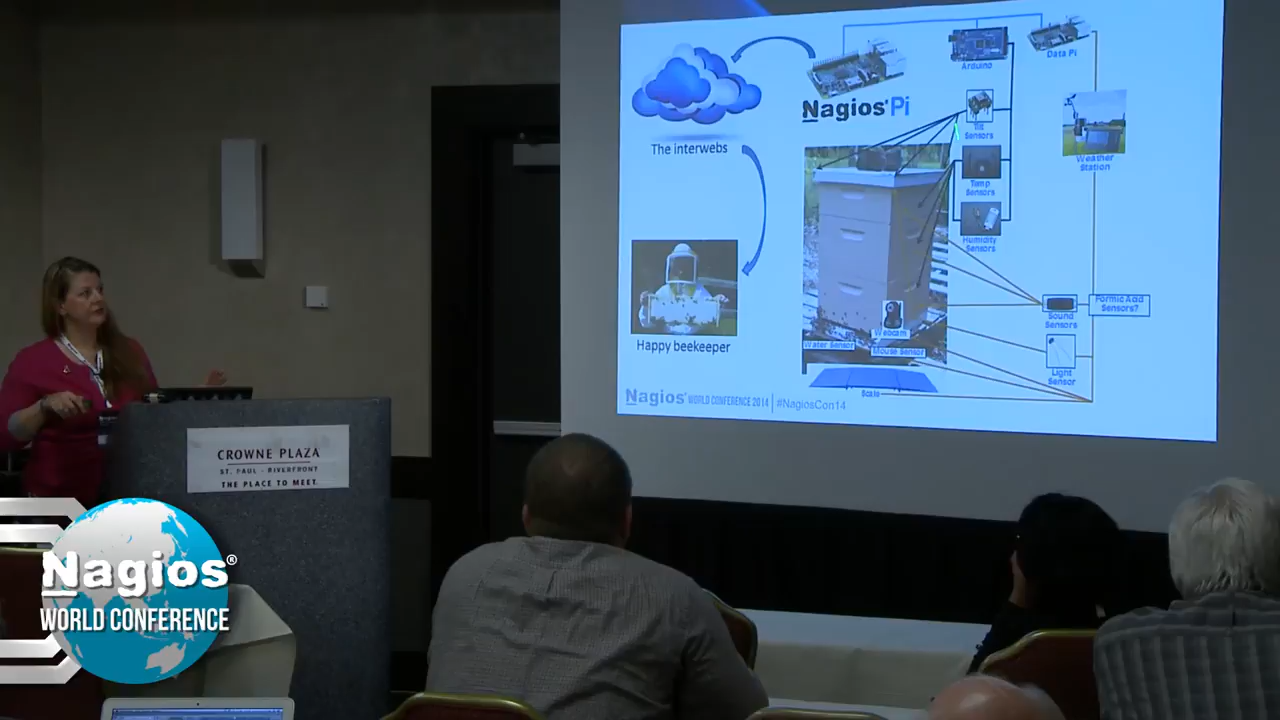 Arduino
Data Pi
Nagios® Pi
The interwebs
Tilt
Sensors
Weather
Station
Temp
Sensors
Humidity
Sensors
Sound
Sensors
Formic Acid
Sensors?
Webcam
Water Sensor
Mouse Sensor
Light
Sensor
Happy beekeeper
Scale
Nagios® WORLD CONFERENCE 2014 | #NagiosCon14
CROWNE PLAZA
ST. PAUL - RIVERFRONT
THE PLACE TO MEET.
Nagios®
WORLD CONFERENCE